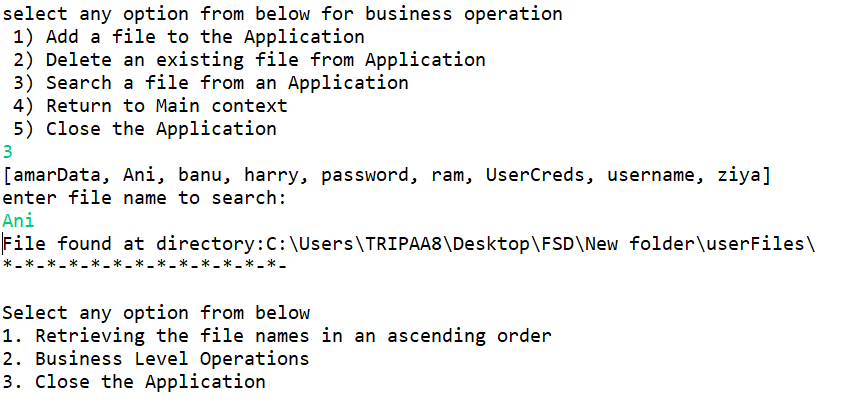 select any option from below for business operation
1) Add a file to the Application
2) Delete an existing file from Application
3) Search a file from an Application
4) Return to Main context
5) Close the Application
3
[amarData, Ani, banu, harry, password, ram, UserCreds, username, ziya]
enter file name to search:
Ani
File found at directory:C:\Users\TRIPAA8\Desktop\FSD\New folder\userFiles\
*-*-*-*-*-*-*-*-*-*-*-*-*-
Select any option from below
1. Retrieving the file names in an ascending order
2. Business Level Operations
3. Close the Application